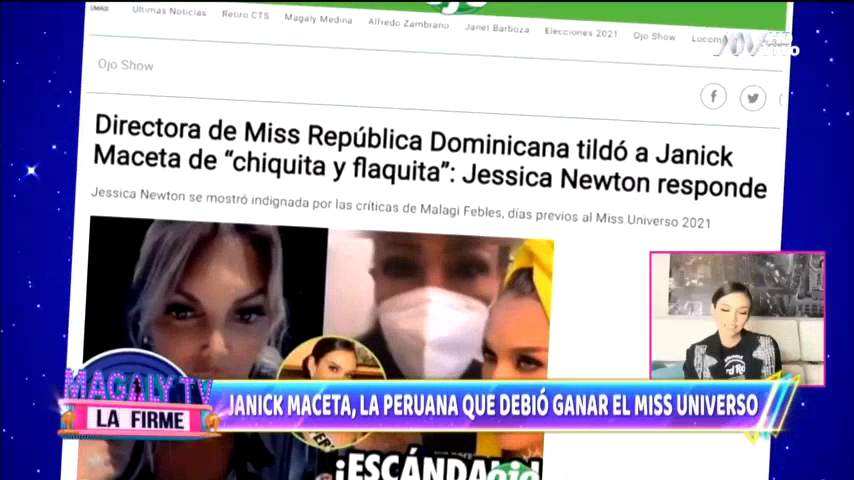 Últimas Noticias Retiro CTS Magaly Medina Alfredo Zambrano Janet Barboza Elecciones 2021 Ojo Show
Ojo Show
Directora de Miss República Dominicana tildó a Janick
Maceta de “chiquita y flaquita”: Jessica Newton responde
Jessica Newton se mostró indignada por las críticas de Malagi Febles, días previos al Miss Universo 2021
MAGALY TV
LA FIRME
JANICK MACETA, LA PERUANA QUE DEBIÓ GANAR EL MISS UNIVERSO
ojo